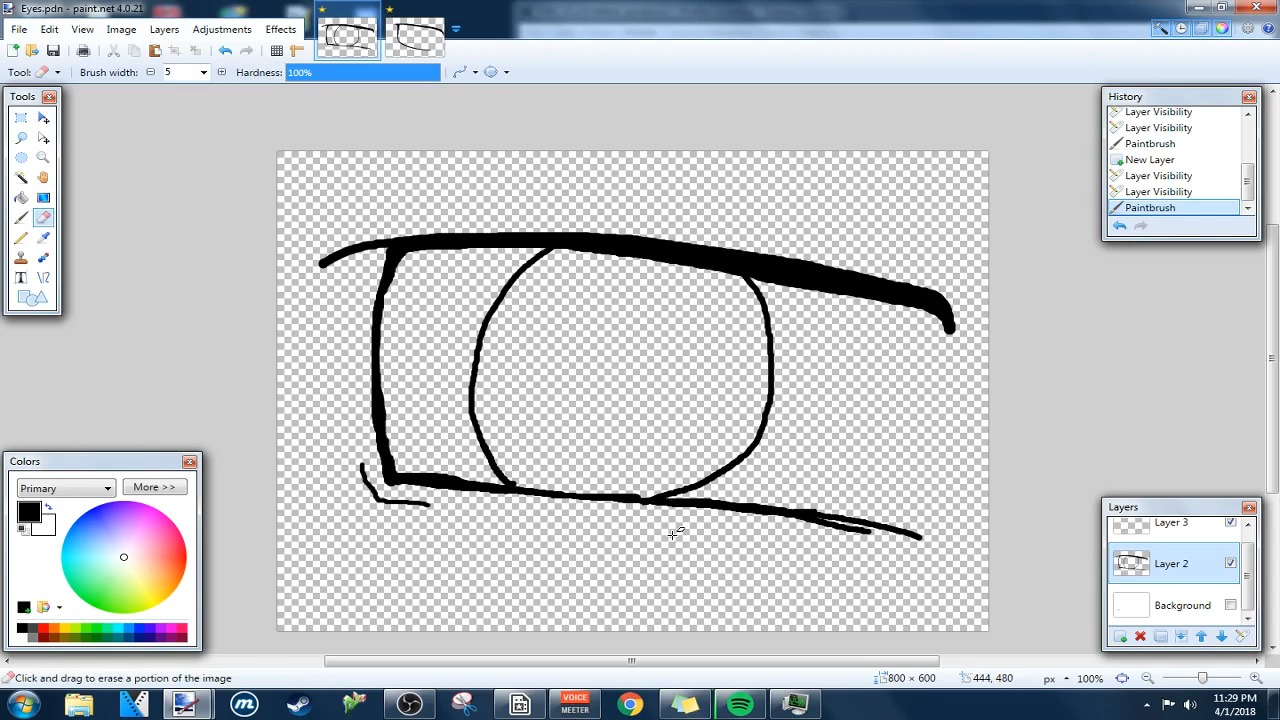 Eyes.pdn - paint.net 4.0.21
File Edit View Image Layers Adjustments Effects
Tool: Brush width: 5 Hardness: 100%
Tools
History
Layer Visibility
Layer Visibility
Paintbrush
New Layer
Layer Visibility
Layer Visibility
Paintbrush
Colors
Primary
More >>
Layers
Layer 3
Layer 2
Background
Click and drag to erase a portion of the image
800 × 600
444, 480
px
100%
VOICE
MEETER
11:29 PM
4/1/2018